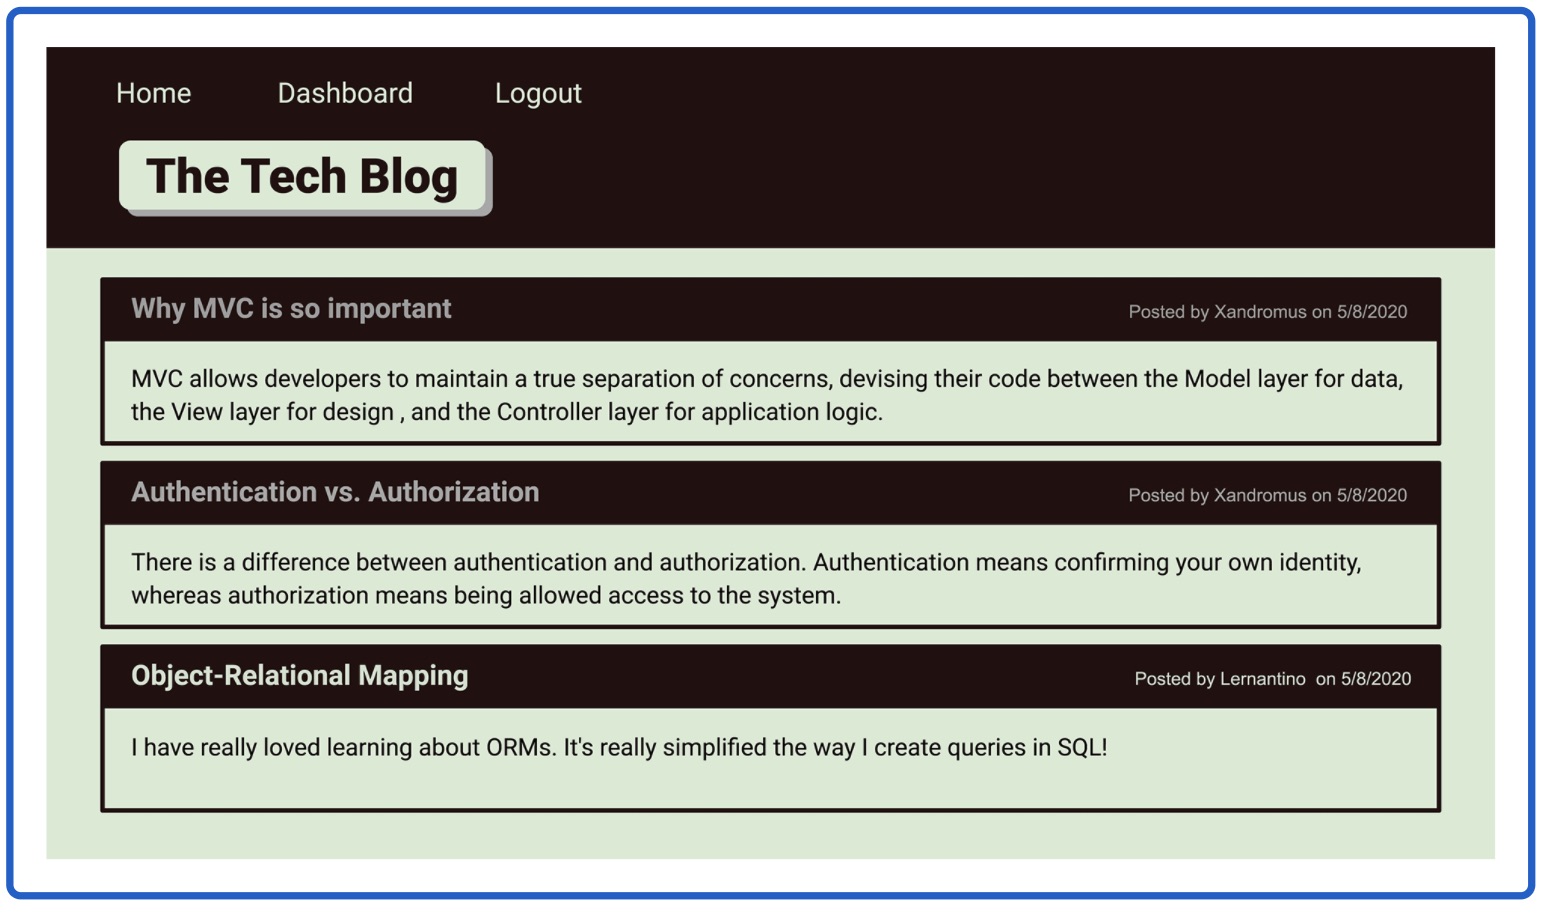 Home Dashboard Logout
The Tech Blog
Why MVC is so important Posted by Xandromus on 5/8/2020
MVC allows developers to maintain a true separation of concerns, devising their code between the Model layer for data,
the View layer for design , and the Controller layer for application logic.
Authentication vs. Authorization Posted by Xandromus on 5/8/2020
There is a difference between authentication and authorization. Authentication means confirming your own identity,
whereas authorization means being allowed access to the system.
Object-Relational Mapping Posted by Lernantino  on 5/8/2020
I have really loved learning about ORMs. It's really simplified the way I create queries in SQL!